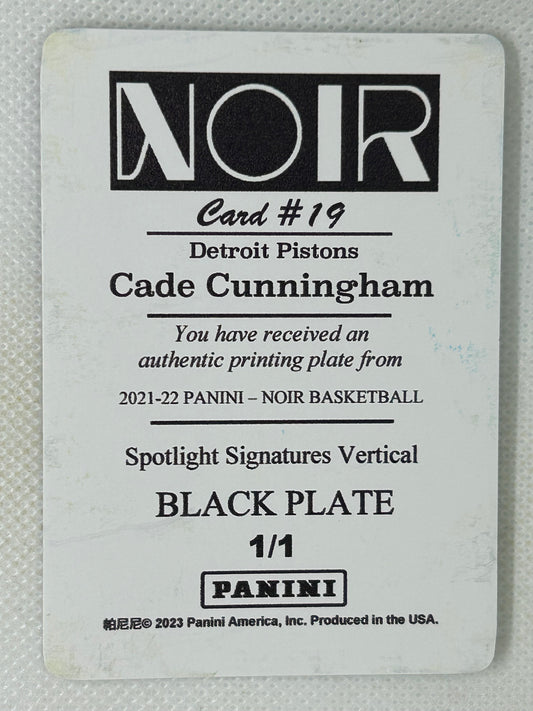 NOIR
Card #19
Detroit Pistons
Cade Cunningham
You have received an
authentic printing plate from
2021-22 PANINI – NOIR BASKETBALL
Spotlight Signatures Vertical
BLACK PLATE
1/1
PANINI
帕尼尼© 2023 Panini America, Inc. Produced in the USA.